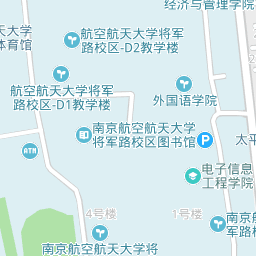 经济与
管理学院
航空航天大学将军
路校区-D2教学楼
大学
体育馆
航空航天大学将军
路校区-D1教学楼
外国语学院
南京航空航天大学
将军路校区图书馆
P
太平
ATM
电子信息
工程学院
4号楼
1号楼
南京航空航天大学将
南京航
路校区